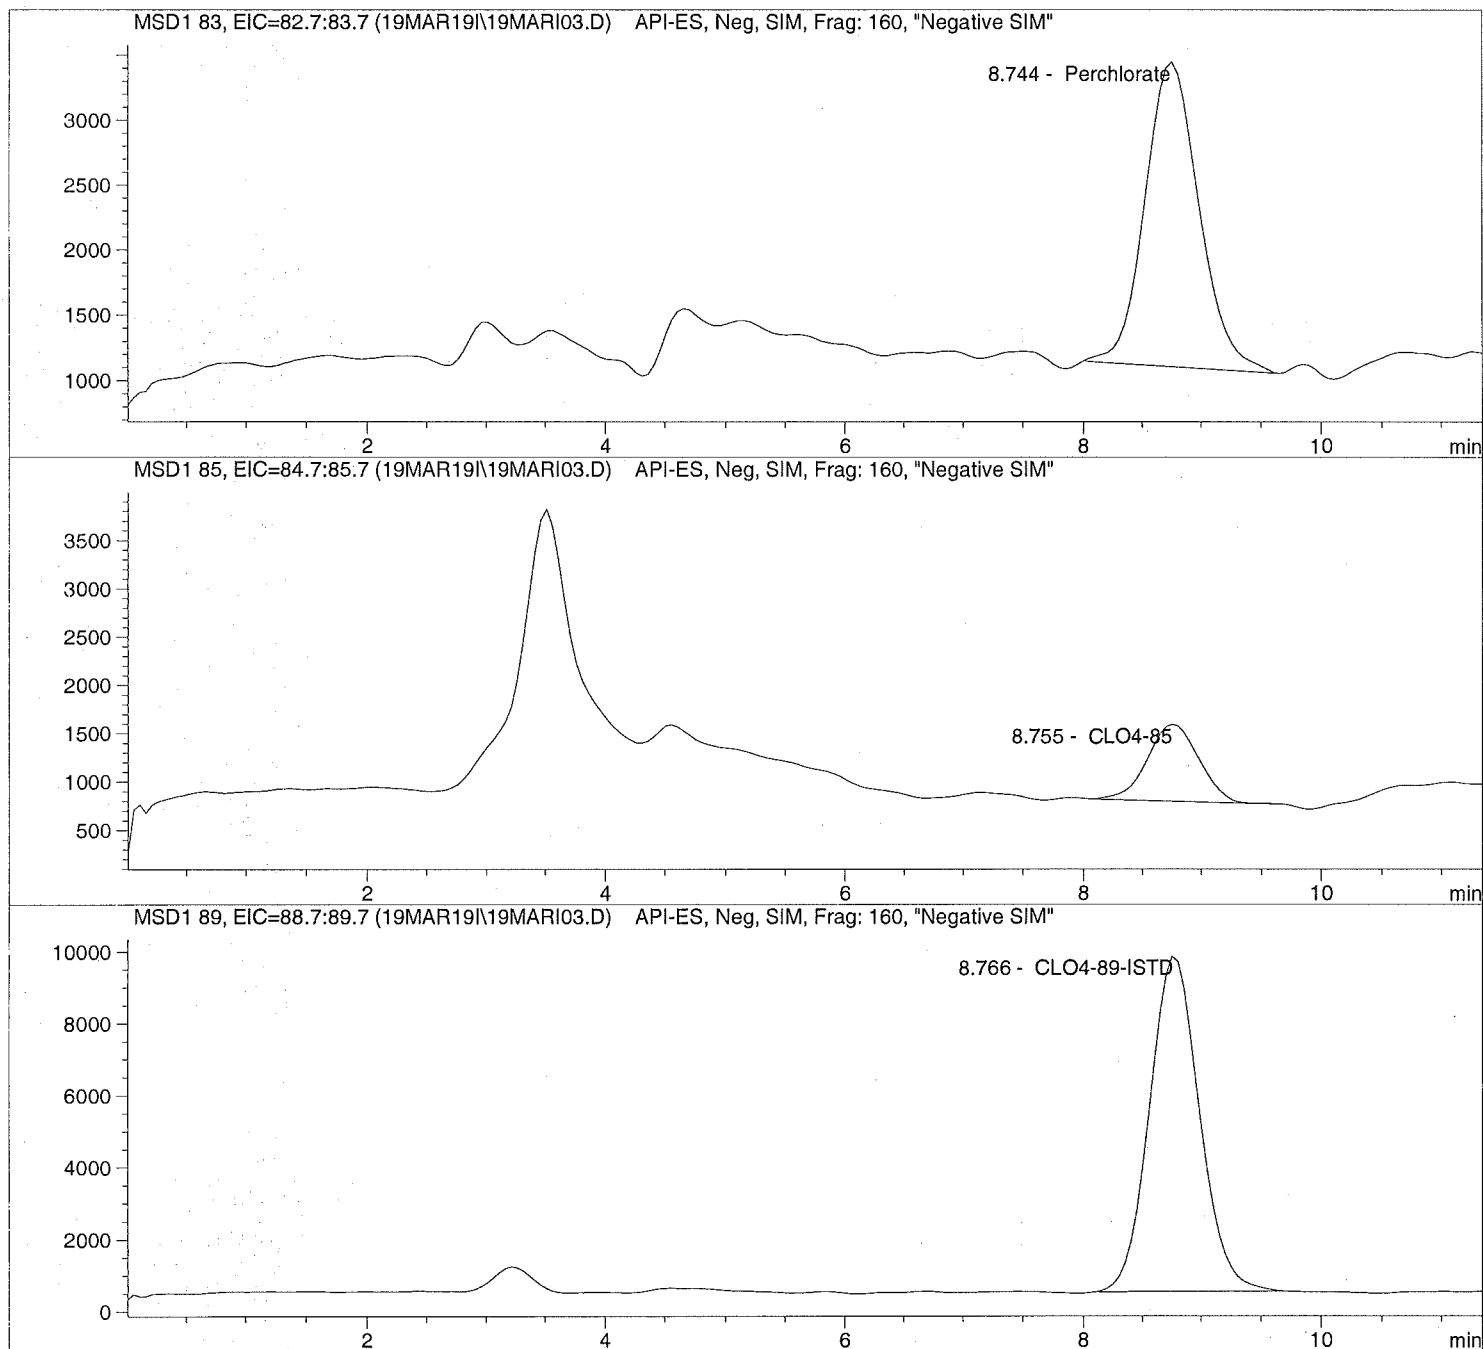 MSD1 83, EIC=82.7:83.7 (19MAR19I\19MARI03.D) API-ES, Neg, SIM, Frag: 160, "Negative SIM"
8.744 - Perchlorate
3000
2500
2000
1500
1000
2 4 6 8 10 min
MSD1 85, EIC=84.7:85.7 (19MAR19I\19MARI03.D) API-ES, Neg, SIM, Frag: 160, "Negative SIM"
3500
3000
2500
2000
8.755 - CLO4-85
1500
1000
500
2 4 6 8 10 min
MSD1 89, EIC=88.7:89.7 (19MAR19I\19MARI03.D) API-ES, Neg, SIM, Frag: 160, "Negative SIM"
10000
8.766 - CLO4-89-ISTD
8000
6000
4000
2000
0
2 4 6 8 10 min